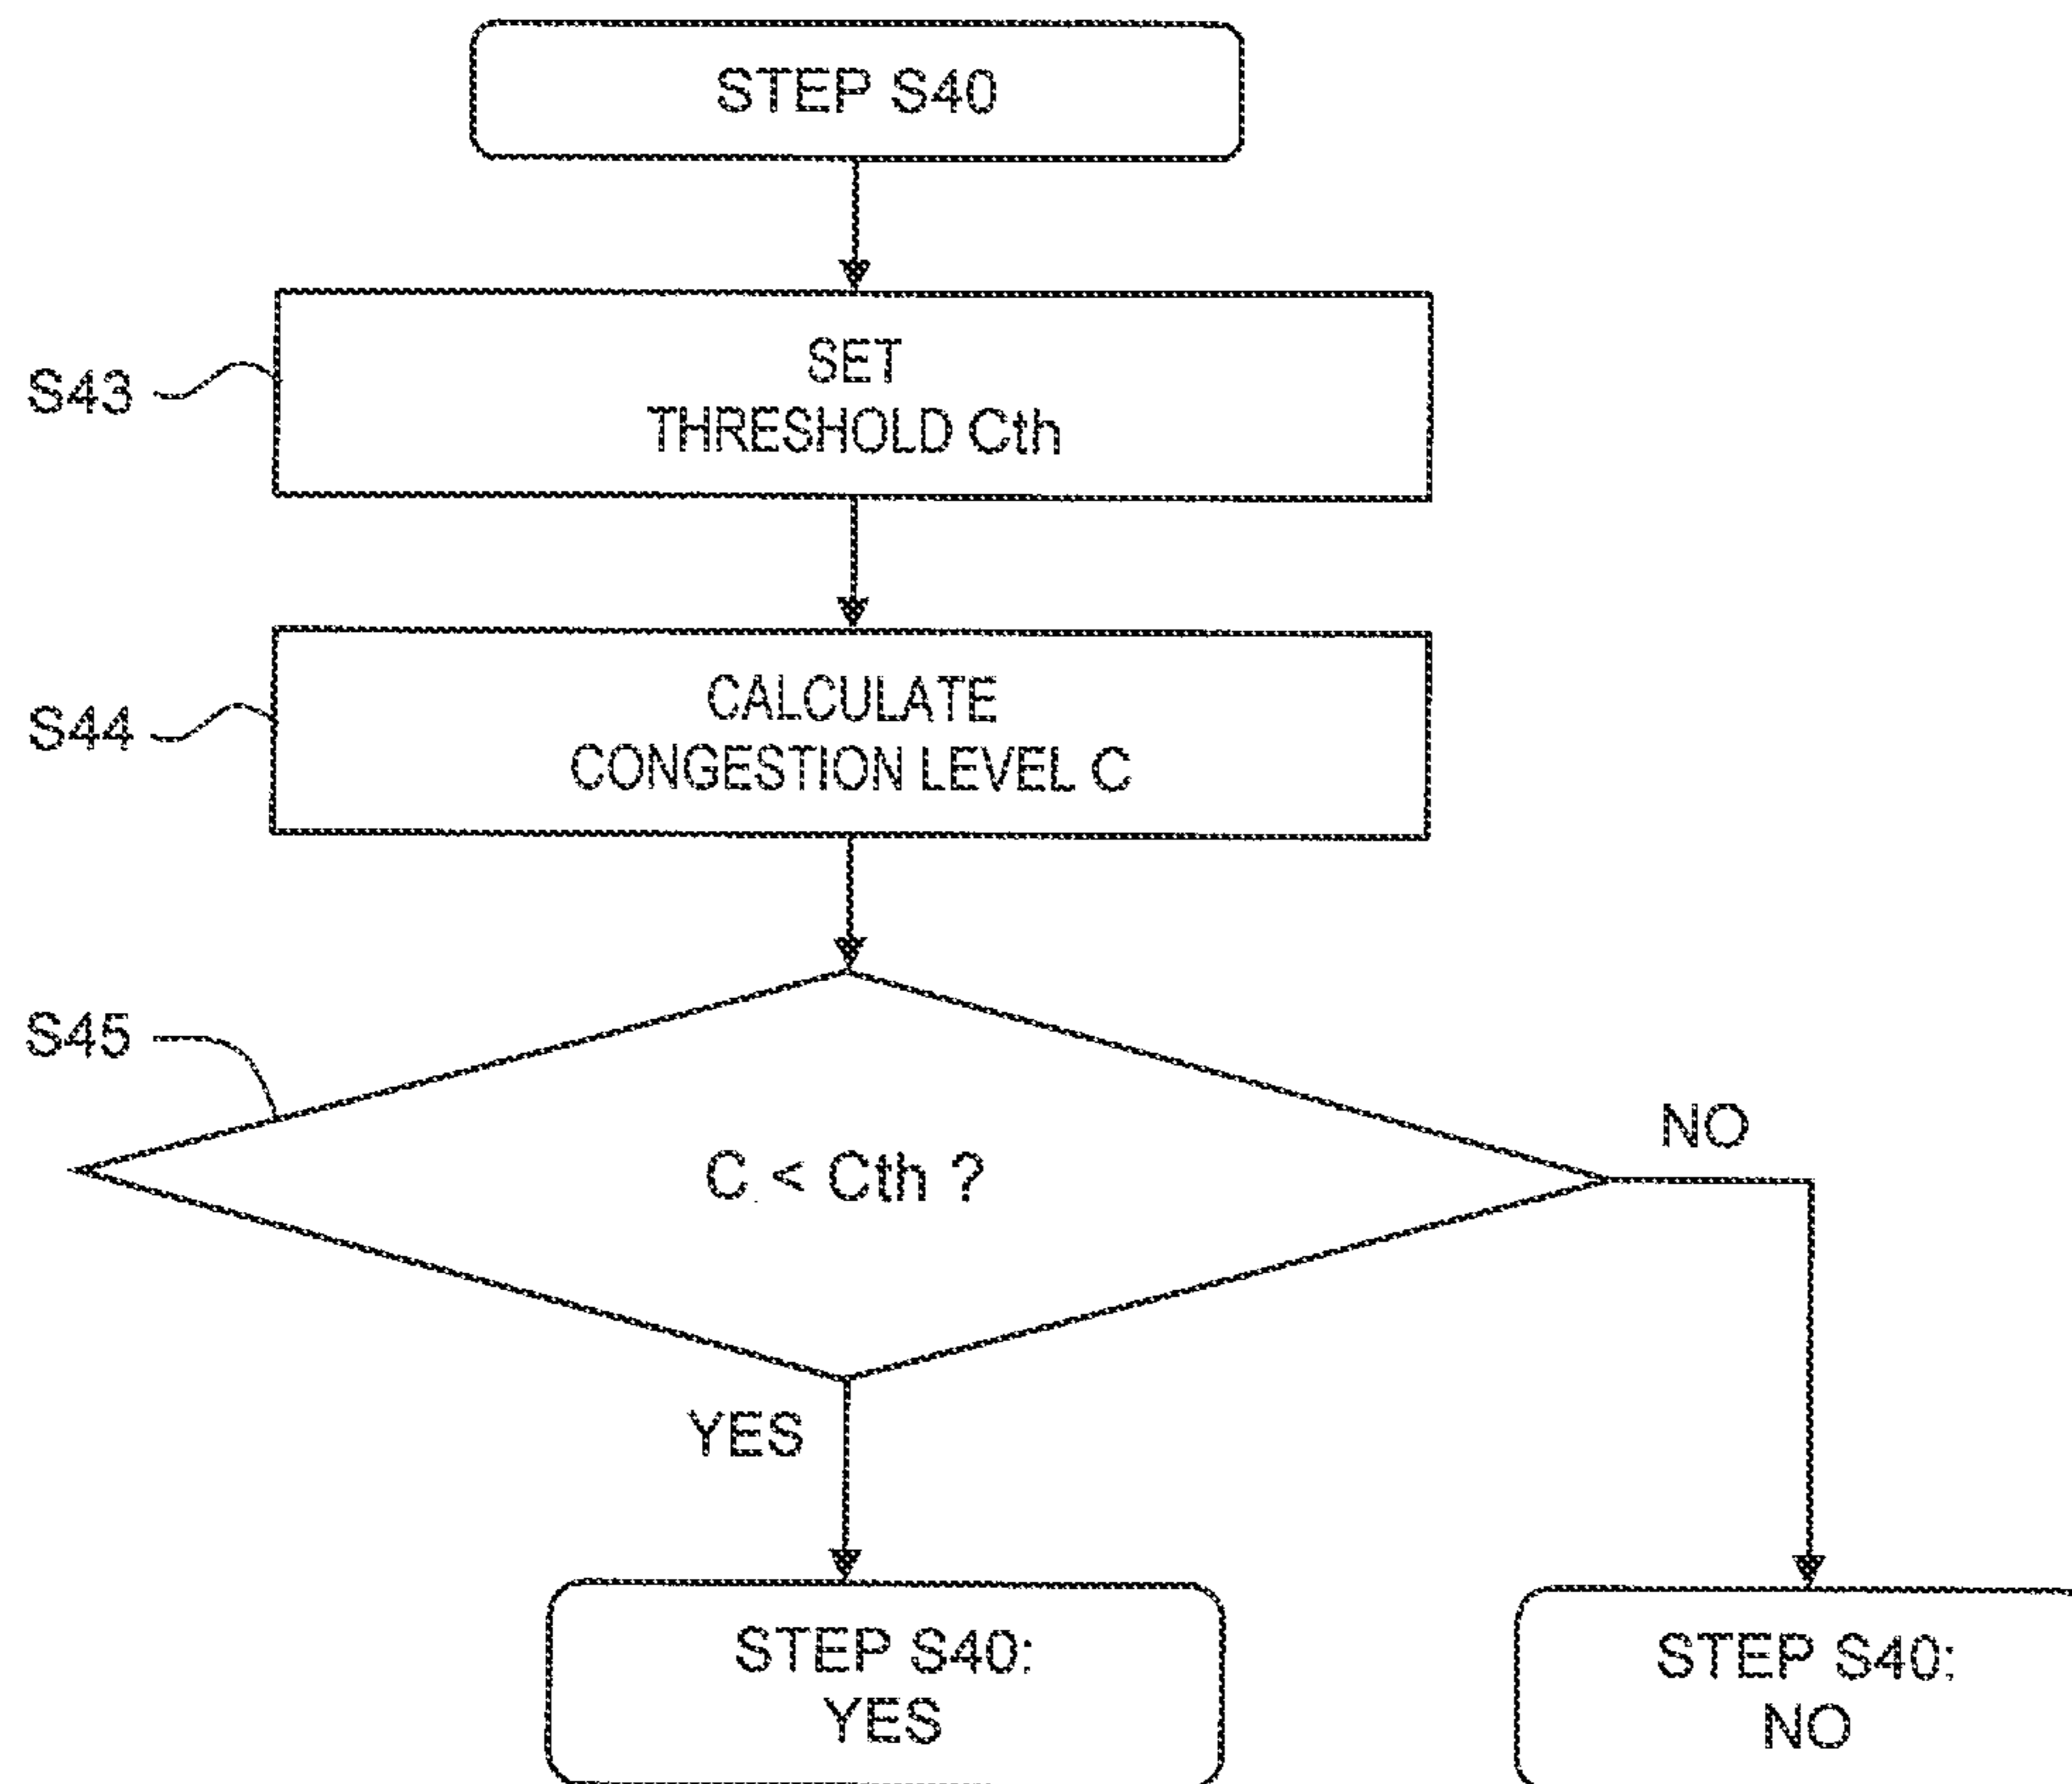 STEP S40
S43
SET
THRESHOLD Cth
S44
CALCULATE
CONGESTION LEVEL C
S45
C < Cth ?
NO
YES
STEP S40:
YES
STEP S40:
NO